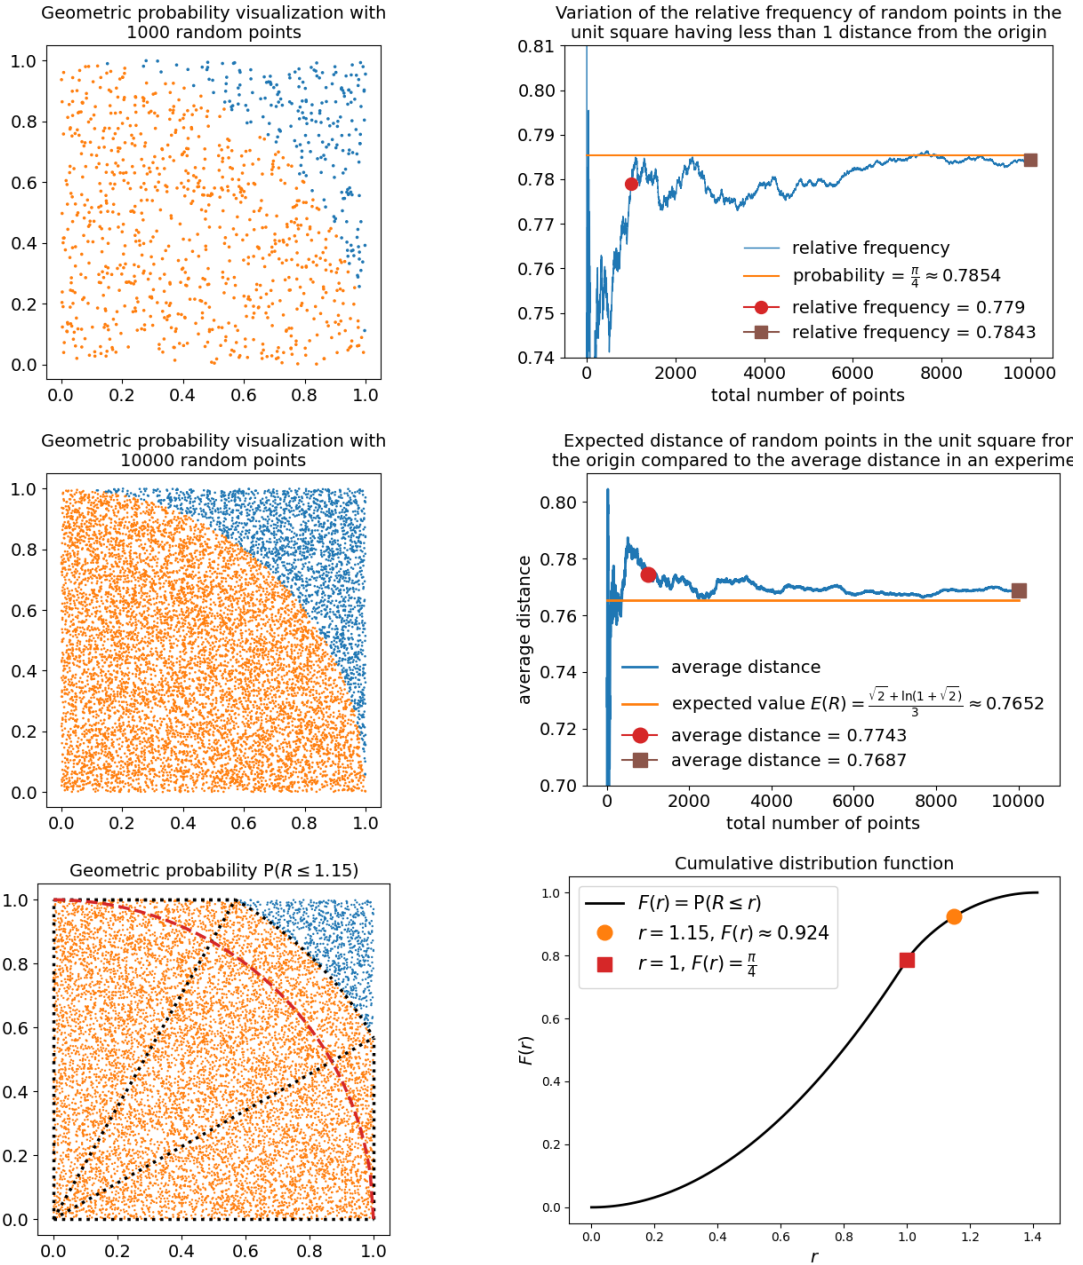 Geometric probability visualization with
1000 random points
1.0
0.8
0.6
0.4
0.2
0.0
0.0 0.2 0.4 0.6 0.8 1.0
Variation of the relative frequency of random points in the
unit square having less than 1 distance from the origin
0.81
0.80
0.79
0.78
0.77
0.76
0.75
0.74
relative frequency
probability = π/4 ≈ 0.7854
relative frequency = 0.779
relative frequency = 0.7843
0 2000 4000 6000 8000 10000
total number of points
Geometric probability visualization with
10000 random points
1.0
0.8
0.6
0.4
0.2
0.0
0.0 0.2 0.4 0.6 0.8 1.0
Expected distance of random points in the unit square from
the origin compared to the average distance in an experime
average distance
0.80
0.78
0.76
0.74
0.72
0.70
average distance
expected value E(R) = (√2 + ln(1 + √2))/3 ≈ 0.7652
average distance = 0.7743
average distance = 0.7687
0 2000 4000 6000 8000 10000
total number of points
Geometric probability P(R ≤ 1.15)
1.0
0.8
0.6
0.4
0.2
0.0
0.0 0.2 0.4 0.6 0.8 1.0
Cumulative distribution function
F(r)
1.0
0.8
0.6
0.4
0.2
0.0
F(r) = P(R ≤ r)
r = 1.15, F(r) ≈ 0.924
r = 1, F(r) = π/4
0.0 0.2 0.4 0.6 0.8 1.0 1.2 1.4
r